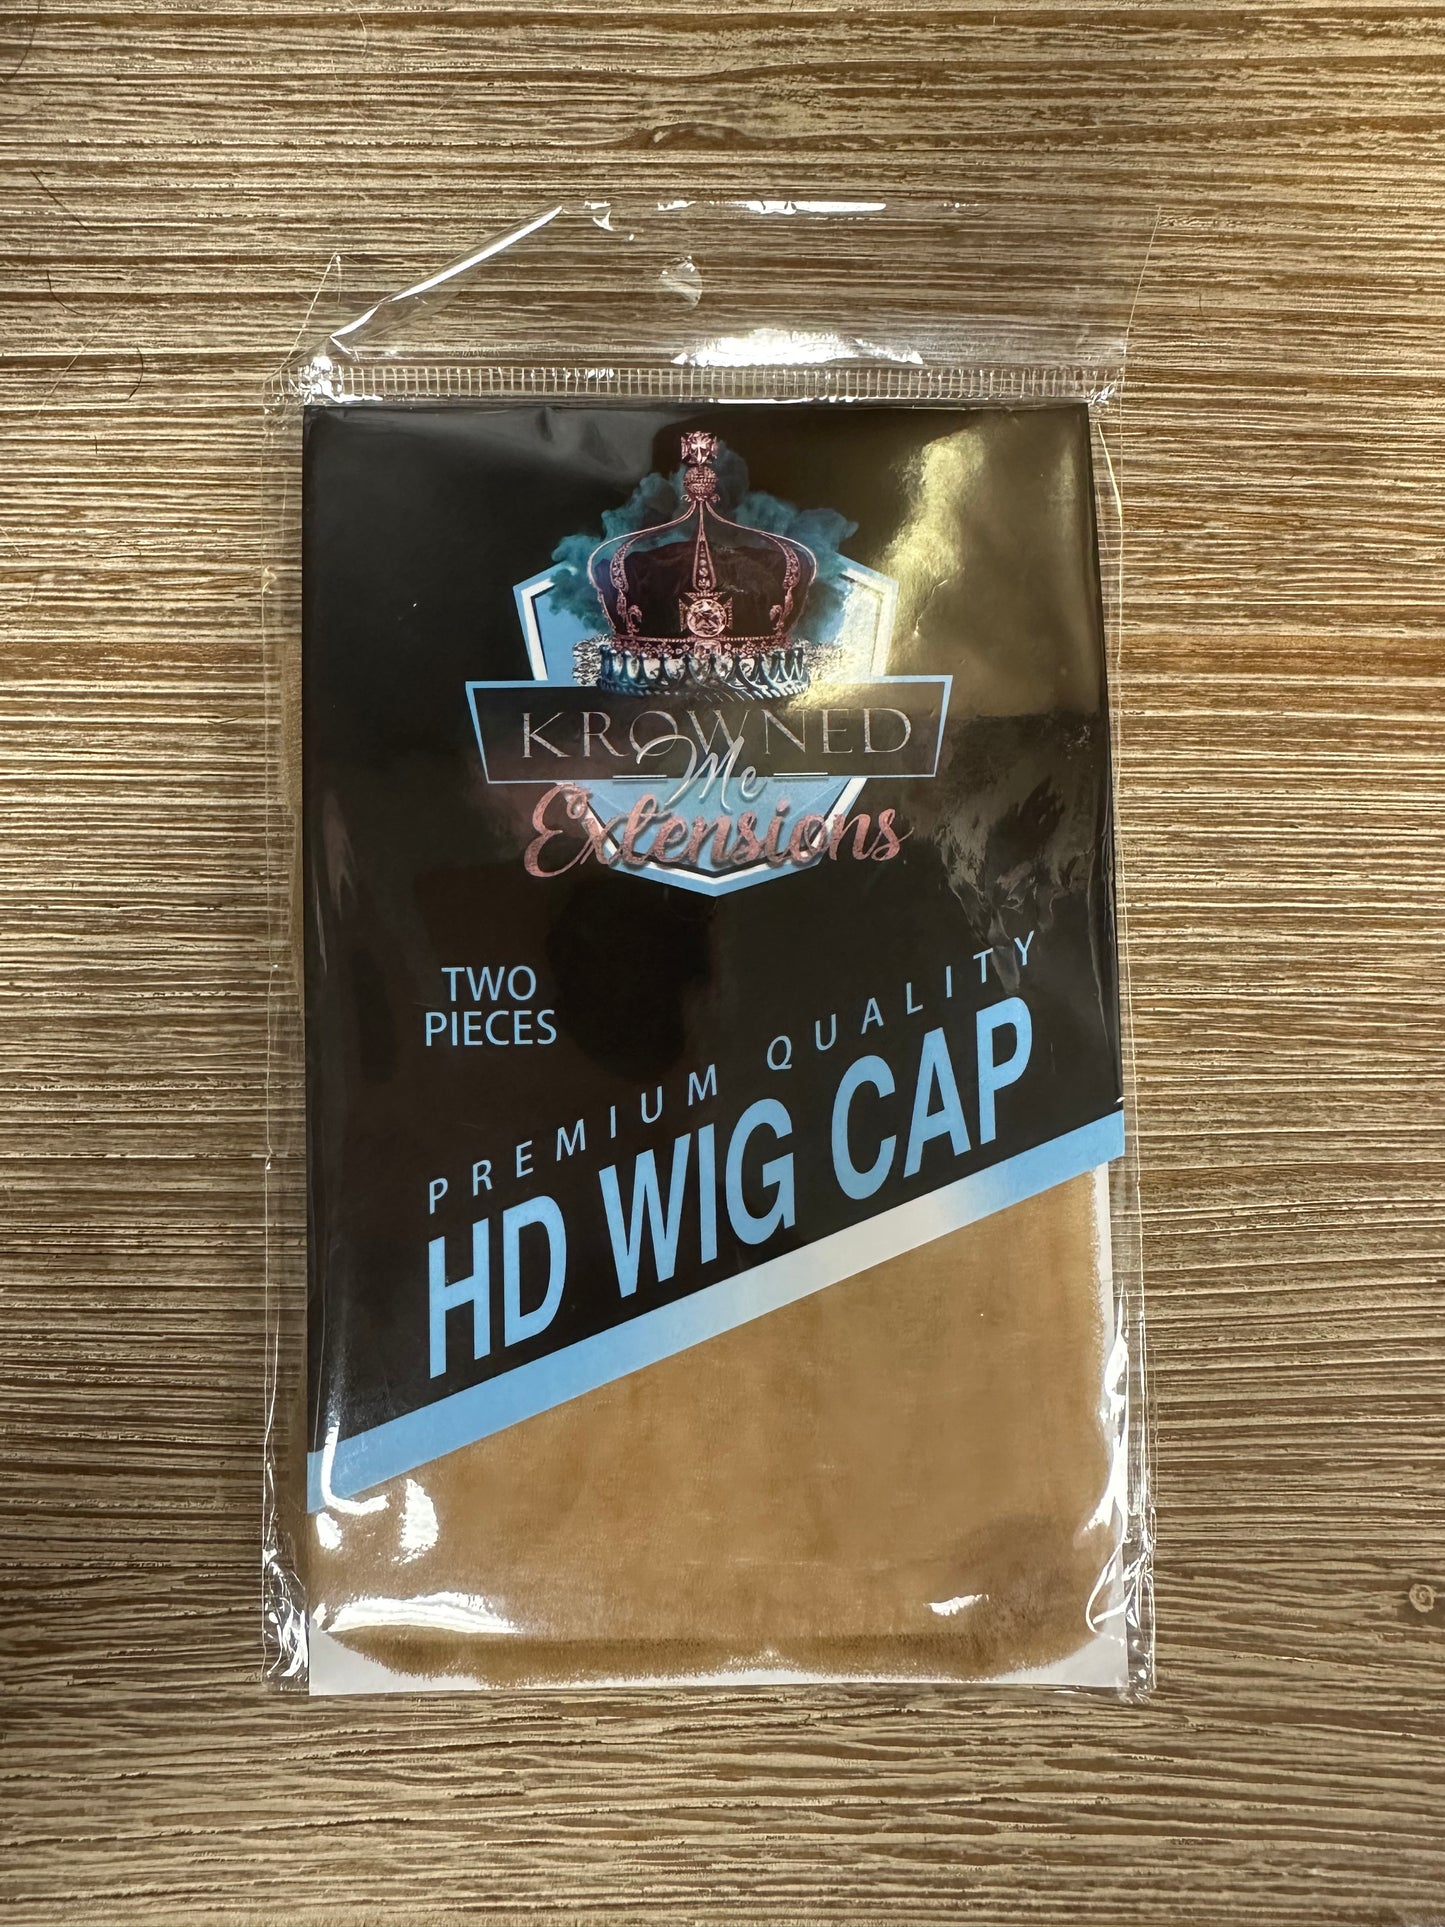 KROWNED
Me
Extensions
TWO
PIECES
PREMIUM QUALITY
HD WIG CAP